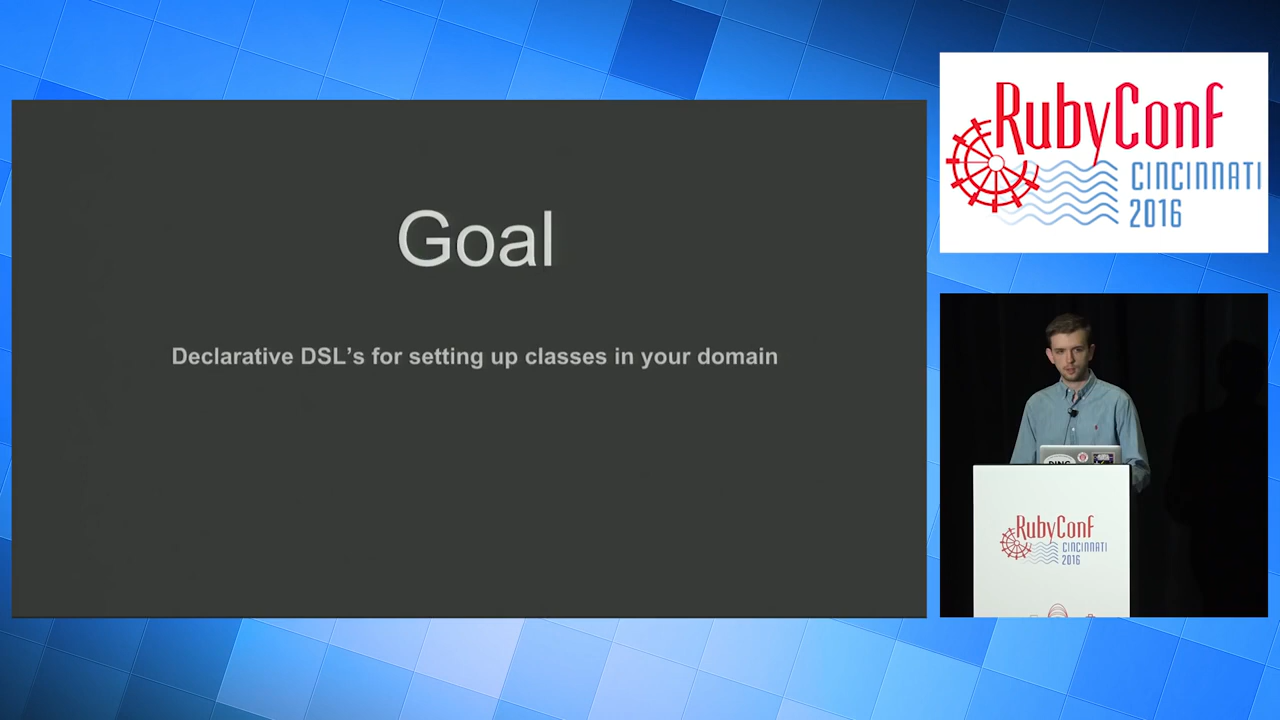 Goal
Declarative DSL's for setting up classes in your domain
RubyConf
CINCINNATI
2016
RubyConf
CINCINNATI
2016